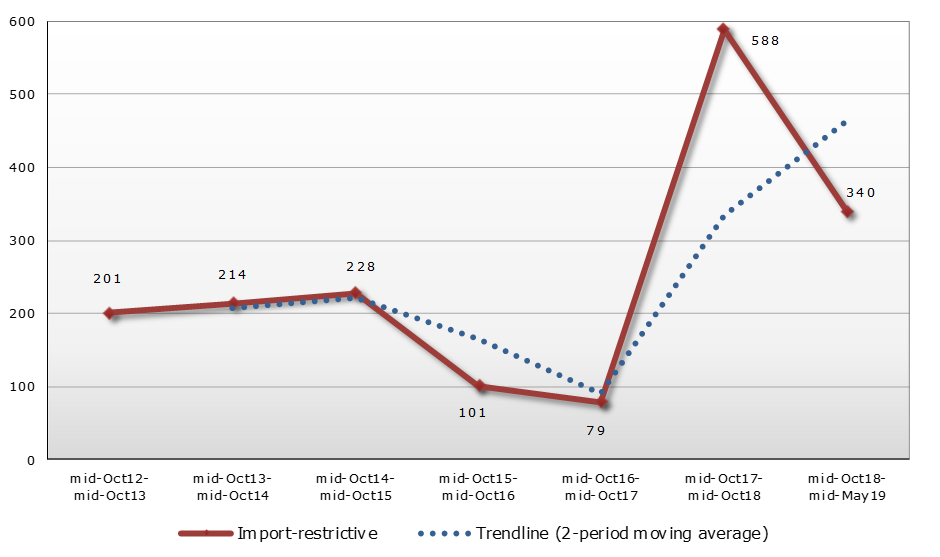 600
588
500
400
340
300
201
214
228
200
100
101
79
0
mid-Oct12-
mid-Oct13
mid-Oct13-
mid-Oct14
mid-Oct14-
mid-Oct15
mid-Oct15-
mid-Oct16
mid-Oct16-
mid-Oct17
mid-Oct17-
mid-Oct18
mid-Oct18-
mid-May19
Import-restrictive
Trendline (2-period moving average)